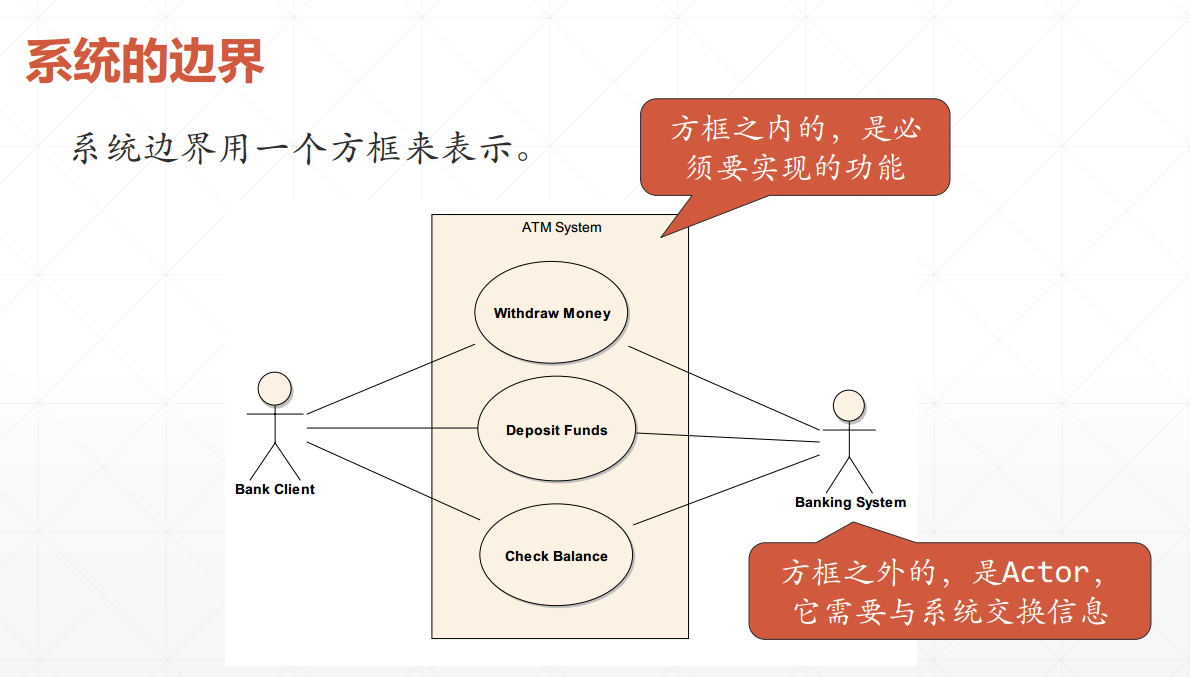 系统的边界
系统边界用一个方框来表示。
方框之内的，是必
须要实现的功能
ATM System
Withdraw Money
Deposit Funds
Check Balance
Bank Client
Banking System
方框之外的，是Actor，
它需要与系统交换信息